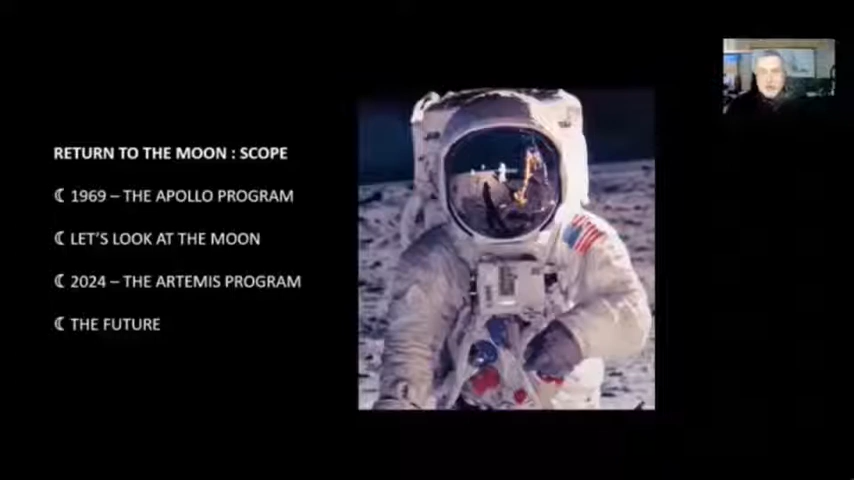 RETURN TO THE MOON : SCOPE
☾ 1969 – THE APOLLO PROGRAM
☾ LET'S LOOK AT THE MOON
☾ 2024 – THE ARTEMIS PROGRAM
☾ THE FUTURE